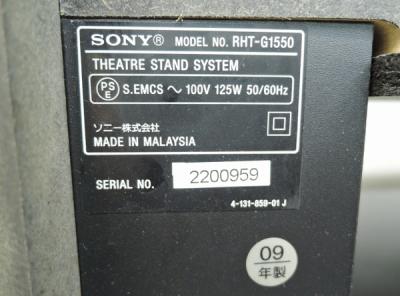 SONY® MODEL NO. RHT-G1550
THEATRE STAND SYSTEM
PS E S.EMCS ~ 100V 125W 50/60Hz
ソニー株式会社
MADE IN MALAYSIA
SERIAL NO. 2200959
4-131-859-01 J
09
年製